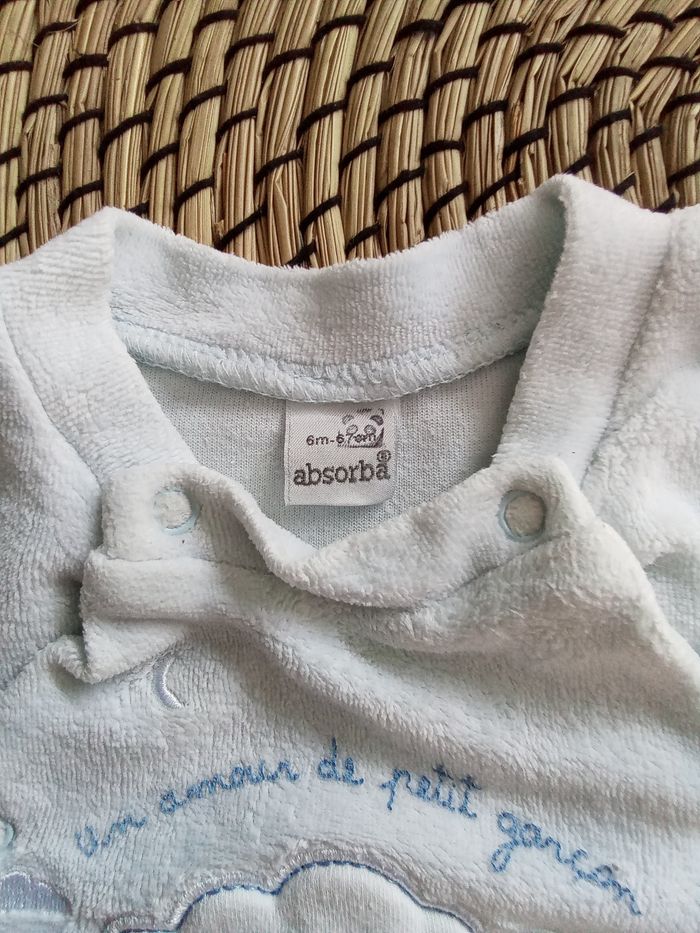 6m-67cm
absorba®
un amour de petit garçon